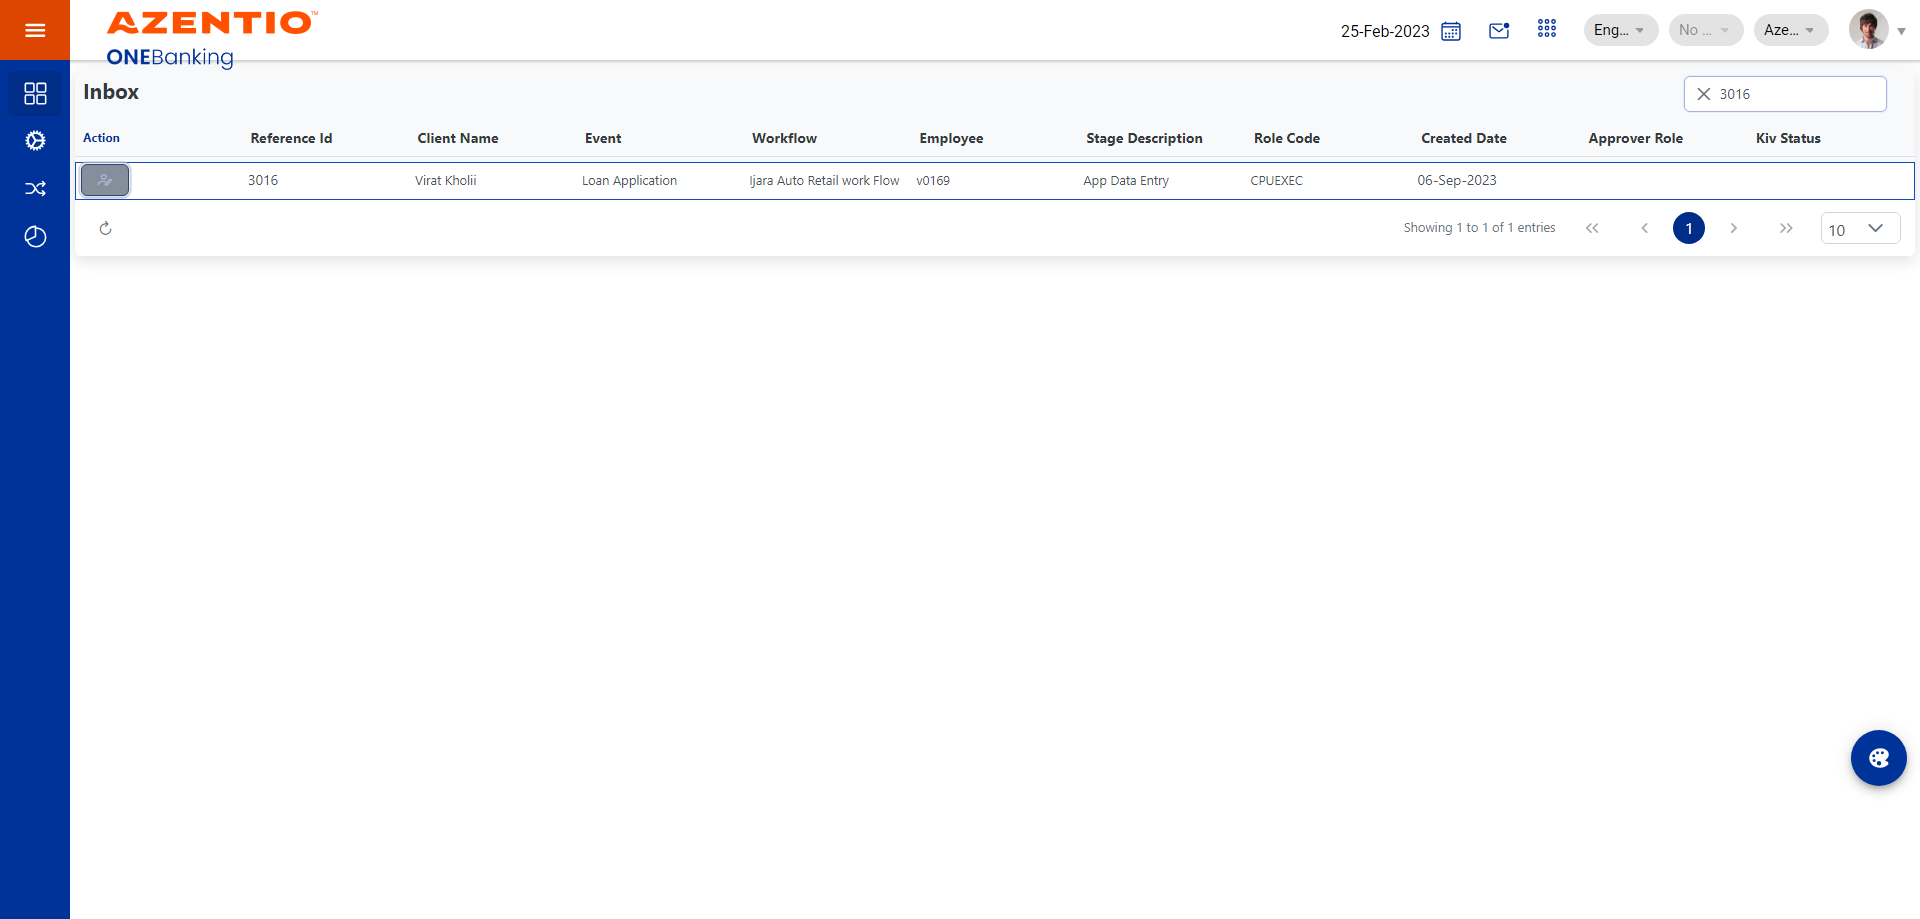 AZENTIO™
ONEBanking
25-Feb-2023
Eng...
No ...
Aze...
Inbox
3016
Action Reference Id Client Name Event Workflow Employee Stage Description Role Code Created Date Approver Role Kiv Status
3016 Virat Kholii Loan Application Ijara Auto Retail work Flow v0169 App Data Entry CPUEXEC 06-Sep-2023
Showing 1 to 1 of 1 entries
1
10